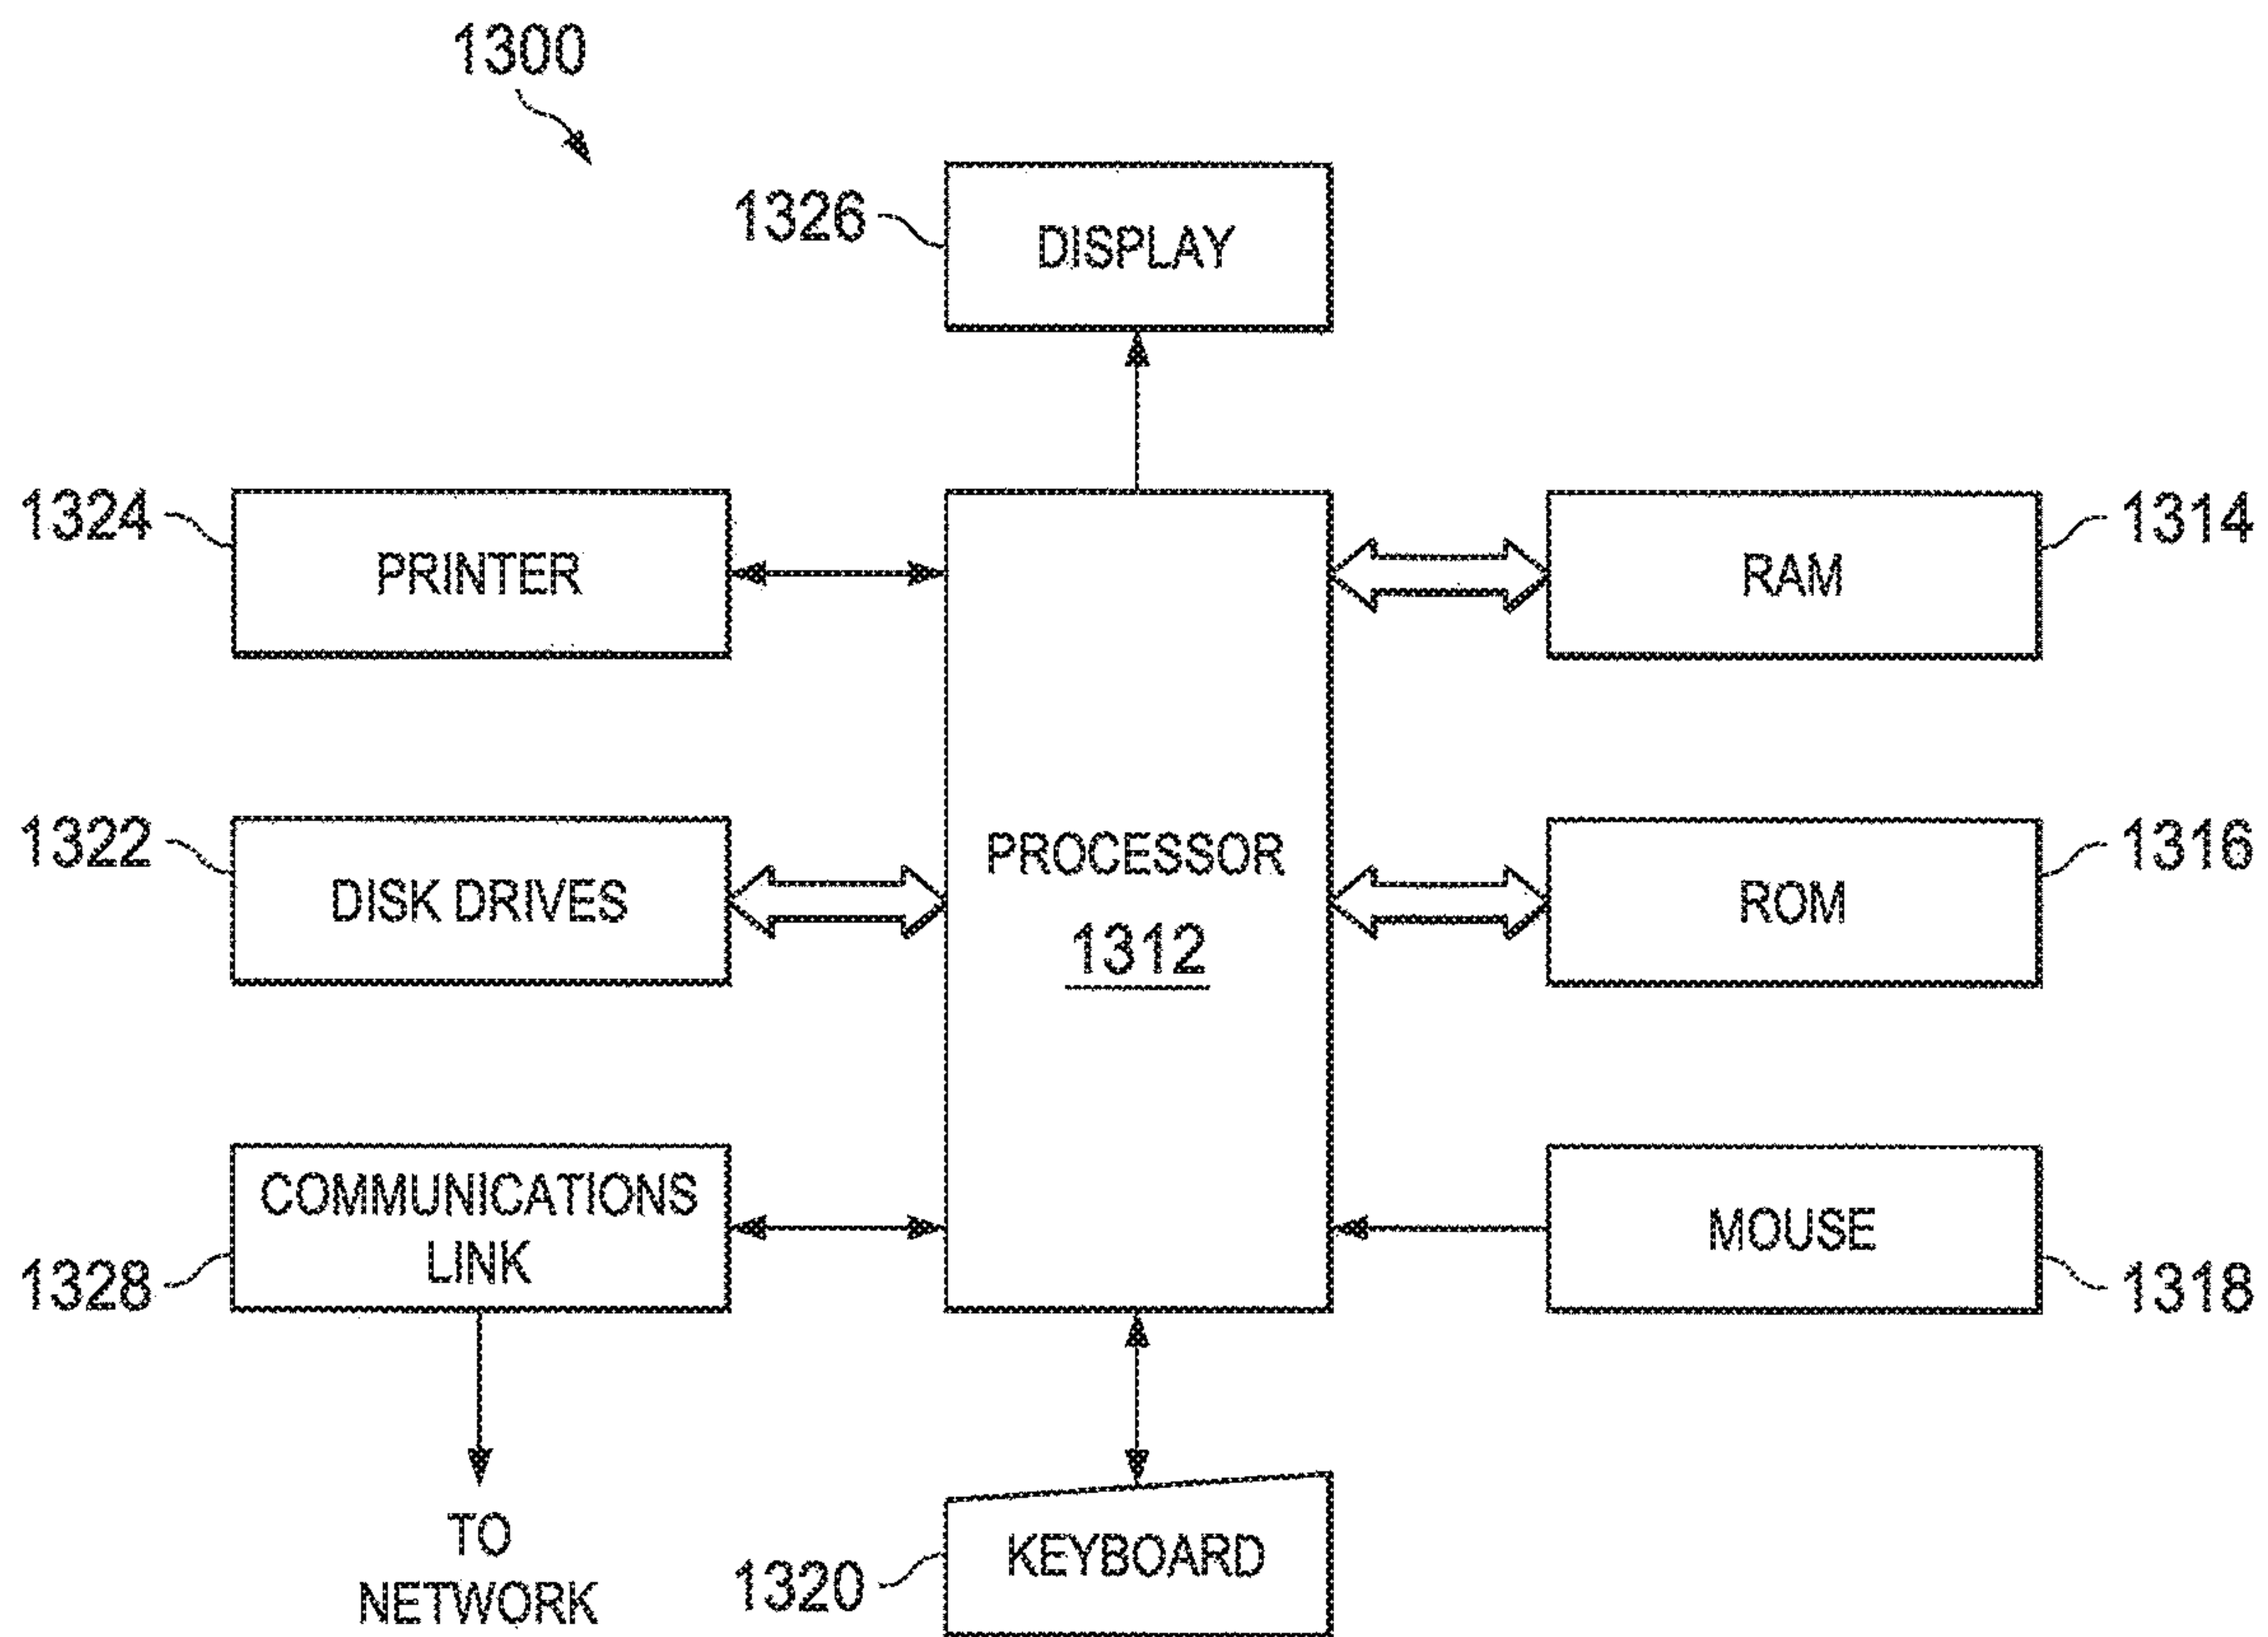 1300
1326
DISPLAY
1324
PRINTER
RAM
1314
1322
DISK DRIVES
PROCESSOR
1312
ROM
1316
COMMUNICATIONS
LINK
1328
MOUSE
1318
TO
NETWORK
1320
KEYBOARD